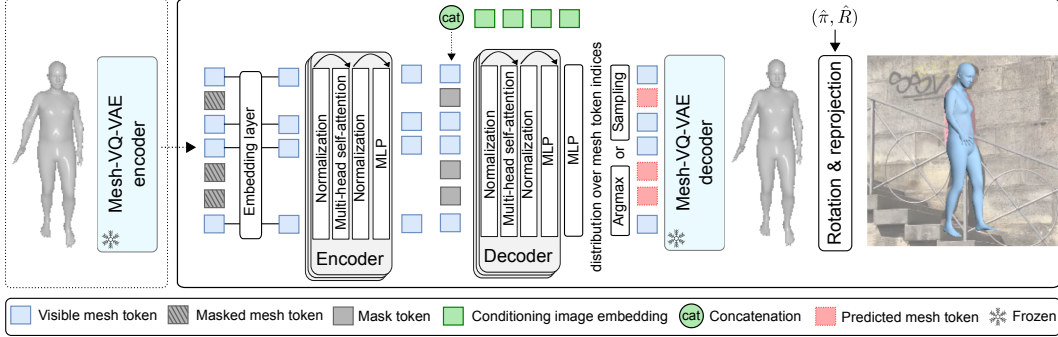 cat
(π̂, R̂)
Mesh-VQ-VAE
encoder
Embedding layer
Normalization
Multi-head self-attention
Normalization
MLP
Encoder
Normalization
Multi-head self-attention
Normalization
MLP
MLP
Decoder
distribution over mesh token indices
Argmax or Sampling
Mesh-VQ-VAE
decoder
Rotation & reprojection
Visible mesh token
Masked mesh token
Mask token
Conditioning image embedding
cat
Concatenation
Predicted mesh token
Frozen